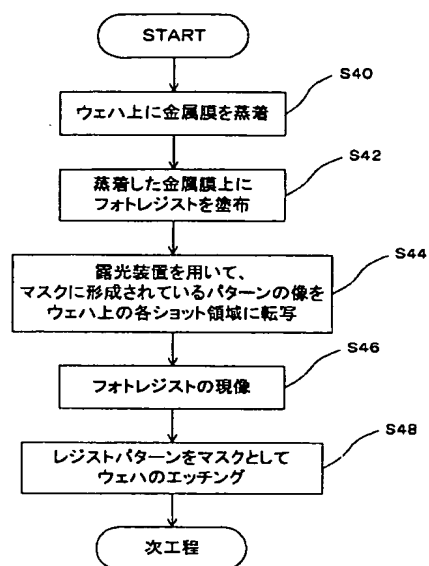 START
S40
ウェハ上に金属膜を蒸着
S42
蒸着した金属膜上に
フォトレジストを塗布
S44
露光装置を用いて、
マスクに形成されているパターンの像を
ウェハ上の各ショット領域に転写
S46
フォトレジストの現像
S48
レジストパターンをマスクとして
ウェハのエッチング
次工程